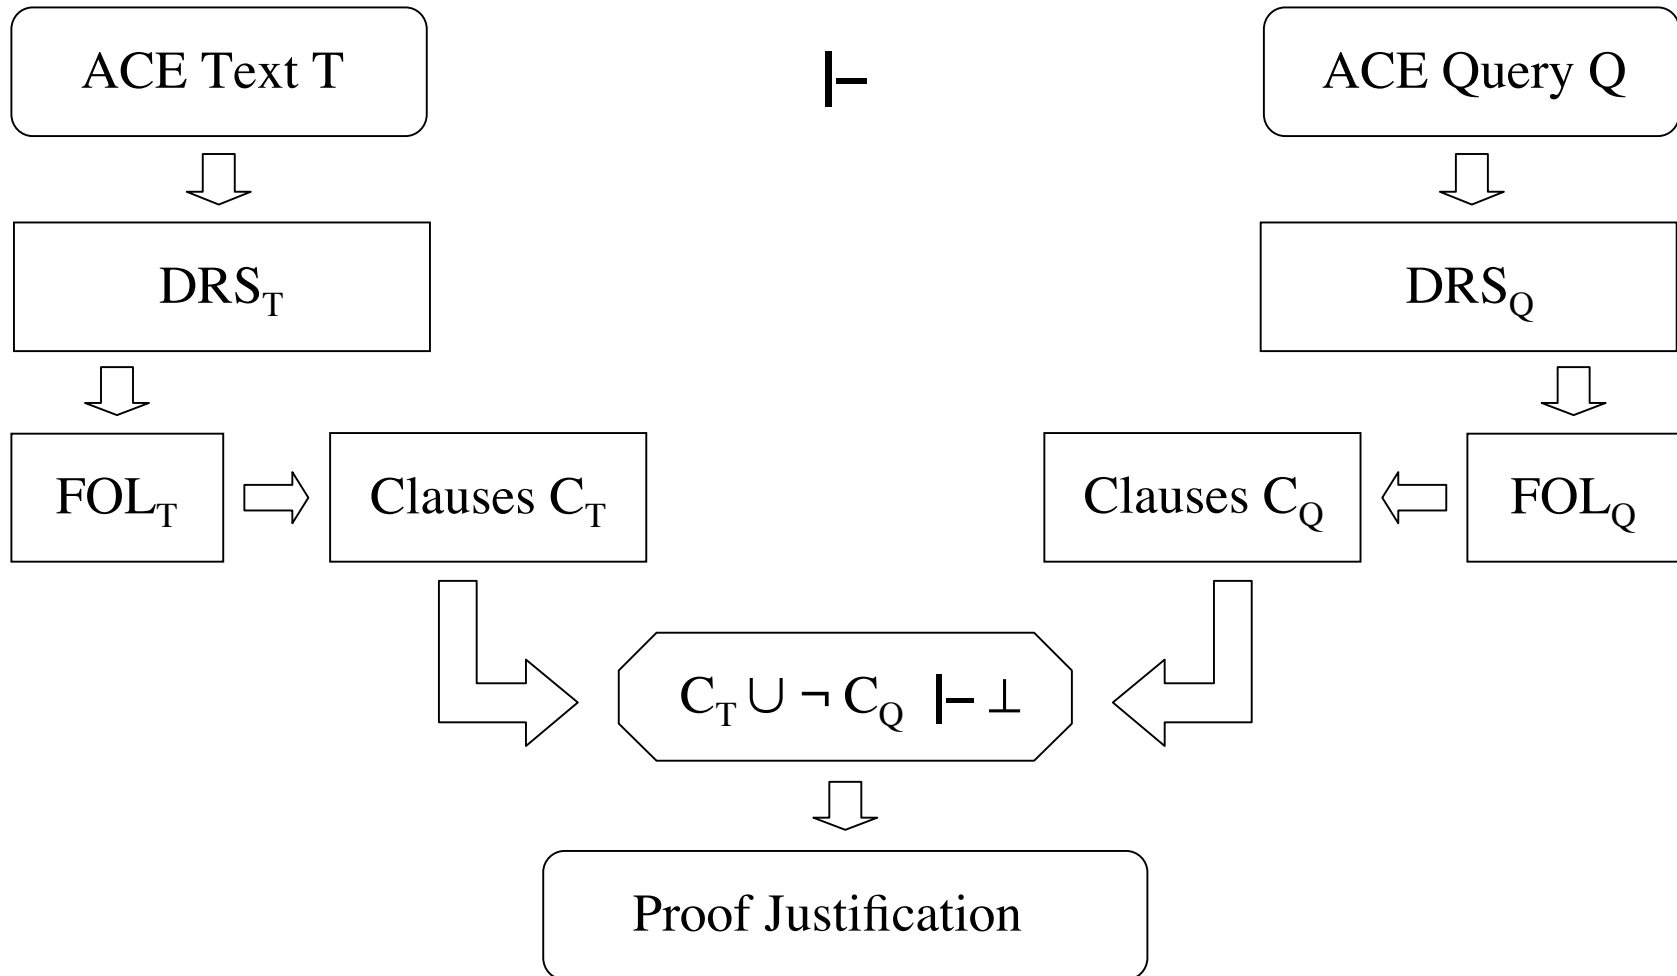 ACE Text T
⊢
ACE Query Q
DRS_T
DRS_Q
FOL_T
Clauses C_T
Clauses C_Q
FOL_Q
C_T ∪ ¬ C_Q ⊢ ⊥
Proof Justification